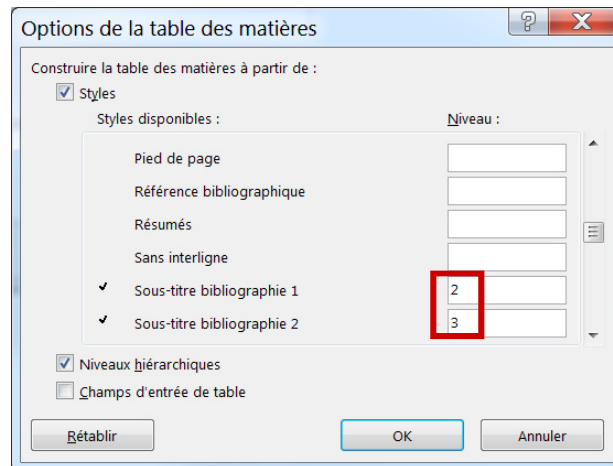 Options de la table des matières
Construire la table des matières à partir de :
Styles
Styles disponibles : Niveau :
Pied de page
Référence bibliographique
Résumés
Sans interligne
Sous-titre bibliographie 1 2
Sous-titre bibliographie 2 3
Niveaux hiérarchiques
Champs d'entrée de table
Rétablir OK Annuler